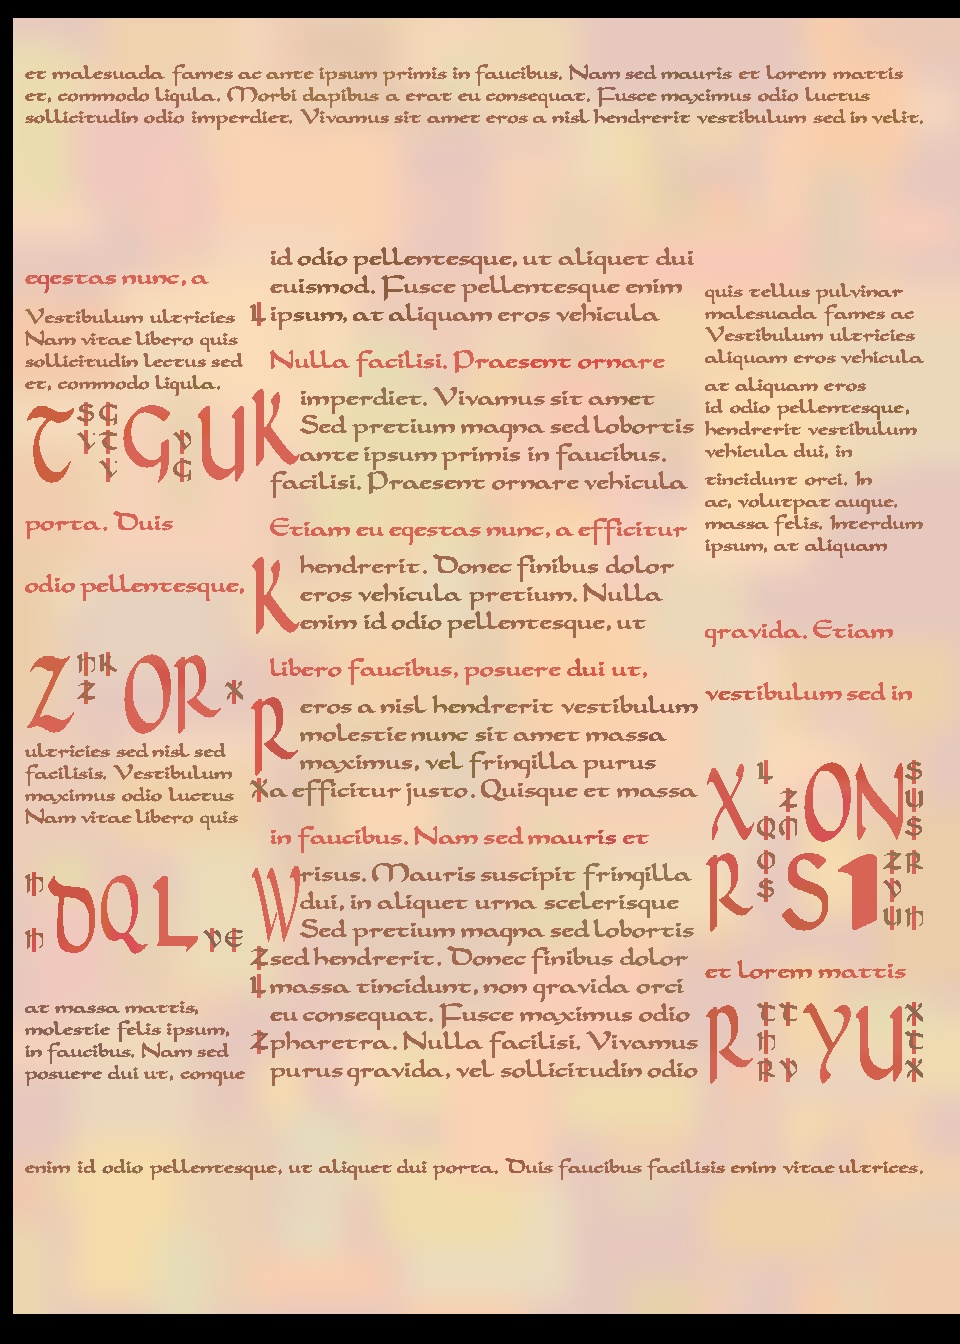 et malesuada fames ac ante ipsum primis in faucibus. Nam sed mauris et lorem mattis
et, commodo ligula. Morbi dapibus a erat eu consequat. Fusce maximus odio luctus
sollicitudin odio imperdiet. Vivamus sit amet eros a nisl hendrerit vestibulum sed in velit.
egestas nunc, a
Vestibulum ultricies
Nam vitae libero quis
sollicitudin lectus sed
et, commodo ligula.
T G U
porta. Duis
odio pellentesque,
Z O R
ultricies sed nisl sed
facilisis. Vestibulum
maximus odio luctus
Nam vitae libero quis
D Q L
at massa mattis,
molestie felis ipsum,
in faucibus. Nam sed
posuere dui ut, congue
id odio pellentesque, ut aliquet dui
euismod. Fusce pellentesque enim
L ipsum, at aliquam eros vehicula
Nulla facilisi. Praesent ornare
K imperdiet. Vivamus sit amet
Sed pretium magna sed lobortis
ante ipsum primis in faucibus.
facilisi. Praesent ornare vehicula
Etiam eu egestas nunc, a efficitur
K hendrerit. Donec finibus dolor
eros vehicula pretium. Nulla
enim id odio pellentesque, ut
libero faucibus, posuere dui ut,
R eros a nisl hendrerit vestibulum
molestie nunc sit amet massa
maximus, vel fringilla purus
X a efficitur justo. Quisque et massa
in faucibus. Nam sed mauris et
W risus. Mauris suscipit fringilla
dui, in aliquet urna scelerisque
Sed pretium magna sed lobortis
Z sed hendrerit. Donec finibus dolor
L massa tincidunt, non gravida orci
eu consequat. Fusce maximus odio
Z pharetra. Nulla facilisi. Vivamus
purus gravida, vel sollicitudin odio
quis tellus pulvinar
malesuada fames ac
Vestibulum ultricies
aliquam eros vehicula
at aliquam eros
id odio pellentesque,
hendrerit vestibulum
vehicula dui, in
tincidunt orci. In
ac, volutpat augue.
massa felis. Interdum
ipsum, at aliquam
gravida. Etiam
vestibulum sed in
X O N
R S I
et lorem mattis
R Y U
enim id odio pellentesque, ut aliquet dui porta. Duis faucibus facilisis enim vitae ultrices.